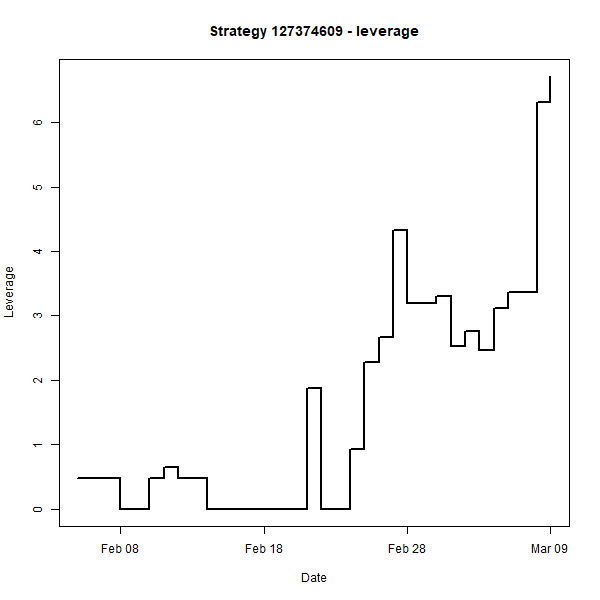 Strategy 127374609 - leverage
Leverage
6
5
4
3
2
1
0
Feb 08
Feb 18
Feb 28
Mar 09
Date